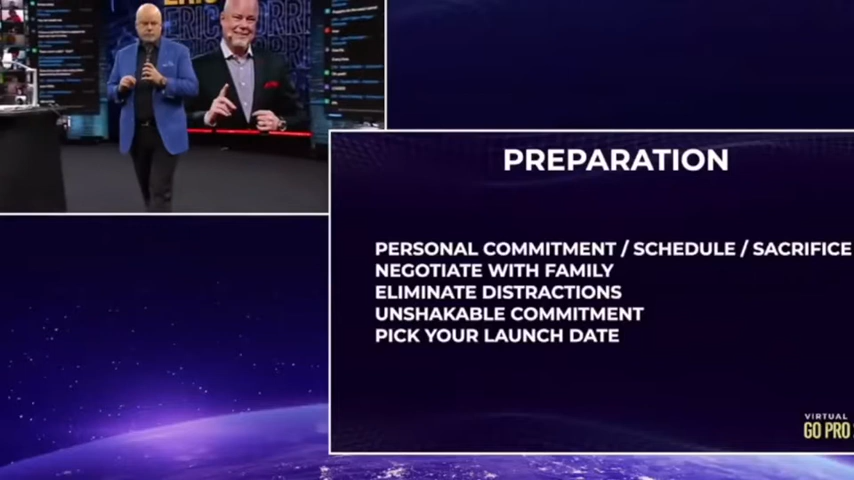 ERIC
PREPARATION
PERSONAL COMMITMENT / SCHEDULE / SACRIFICE
NEGOTIATE WITH FAMILY
ELIMINATE DISTRACTIONS
UNSHAKABLE COMMITMENT
PICK YOUR LAUNCH DATE
VIRTUAL
GO PRO